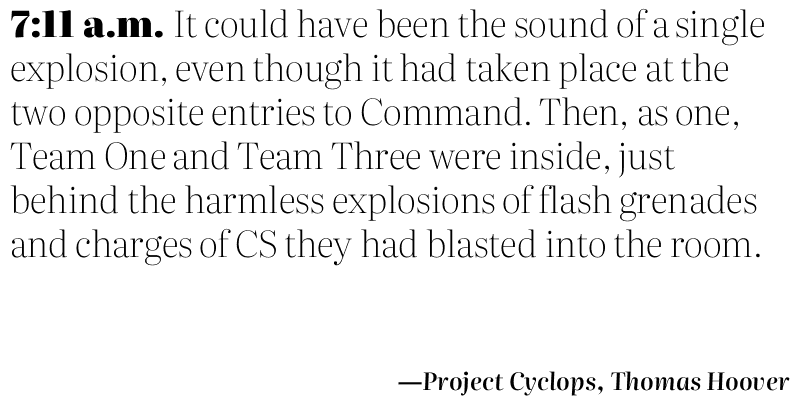 7:11 a.m. It could have been the sound of a single
explosion, even though it had taken place at the
two opposite entries to Command. Then, as one,
Team One and Team Three were inside, just
behind the harmless explosions of flash grenades
and charges of CS they had blasted into the room.
—Project Cyclops, Thomas Hoover